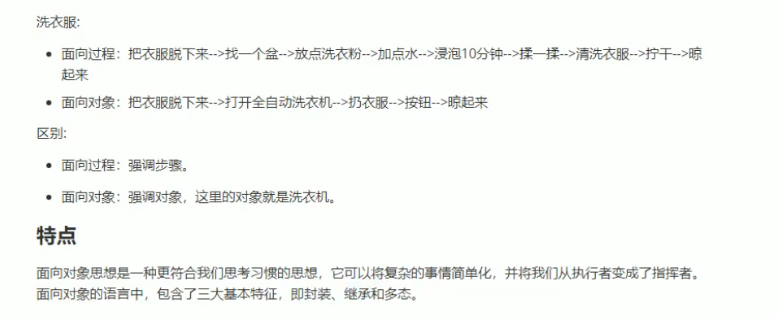 洗衣服:
面向过程：把衣服脱下来-->找一个盆-->放点洗衣粉-->加点水-->浸泡10分钟-->揉一揉-->清洗衣服-->拧干-->晾
起来
面向对象：把衣服脱下来-->打开全自动洗衣机-->扔衣服-->按钮-->晾起来
区别:
面向过程：强调步骤。
面向对象：强调对象，这里的对象就是洗衣机。
特点
面向对象思想是一种更符合我们思考习惯的思想，它可以将复杂的事情简单化，并将我们从执行者变成了指挥者。
面向对象的语言中，包含了三大基本特征，即封装、继承和多态。